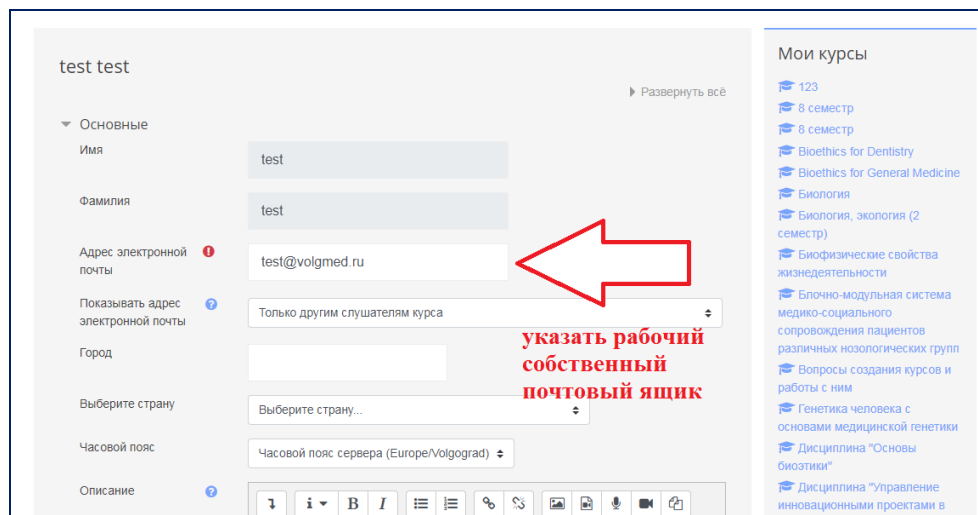 test test
Развернуть всё
Основные
Имя
test
Фамилия
test
Адрес электронной
почты
test@volgmed.ru
Показывать адрес
электронной почты
Только другим слушателям курса
указать рабочий
собственный
почтовый ящик
Город
Выберите страну
Выберите страну...
Часовой пояс
Часовой пояс сервера (Europe/Volgograd)
Описание
i
B
I
Мои курсы
123
8 семестр
8 семестр
Bioethics for Dentistry
Bioethics for General Medicine
Биология
Биология, экология (2
семестр)
Биофизические свойства
жизнедеятельности
Блочно-модульная система
медико-социального
сопровождения пациентов
различных нозологических групп
Вопросы создания курсов и
работы с ним
Генетика человека с
основами медицинской генетики
Дисциплина "Основы
биоэтики"
Дисциплина "Управление
инновационными проектами в